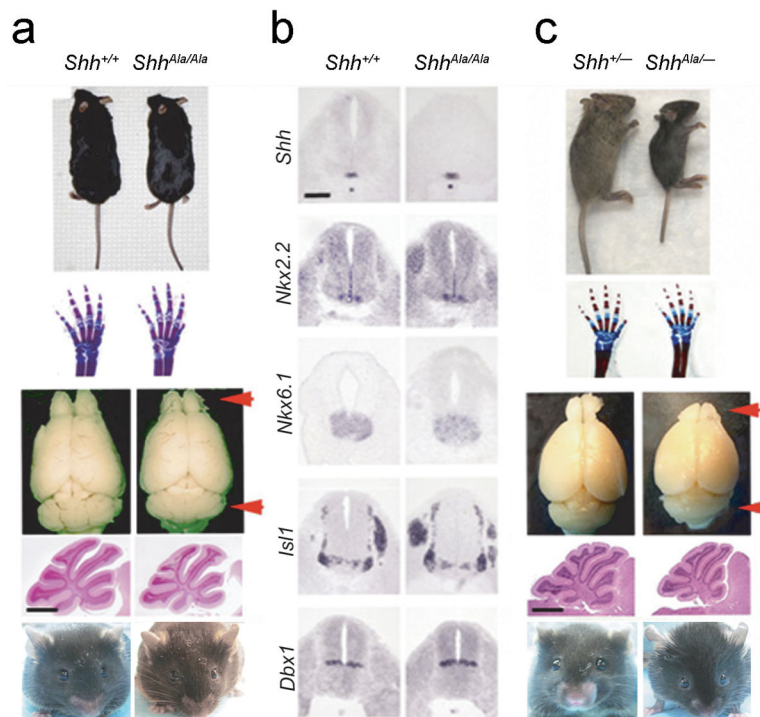 a
b
c
Shh+/+
ShhAla/Ala
Shh+/+
ShhAla/Ala
Shh+/—
ShhAla/—
Shh
Nkx2.2
Nkx6.1
Isl1
Dbx1